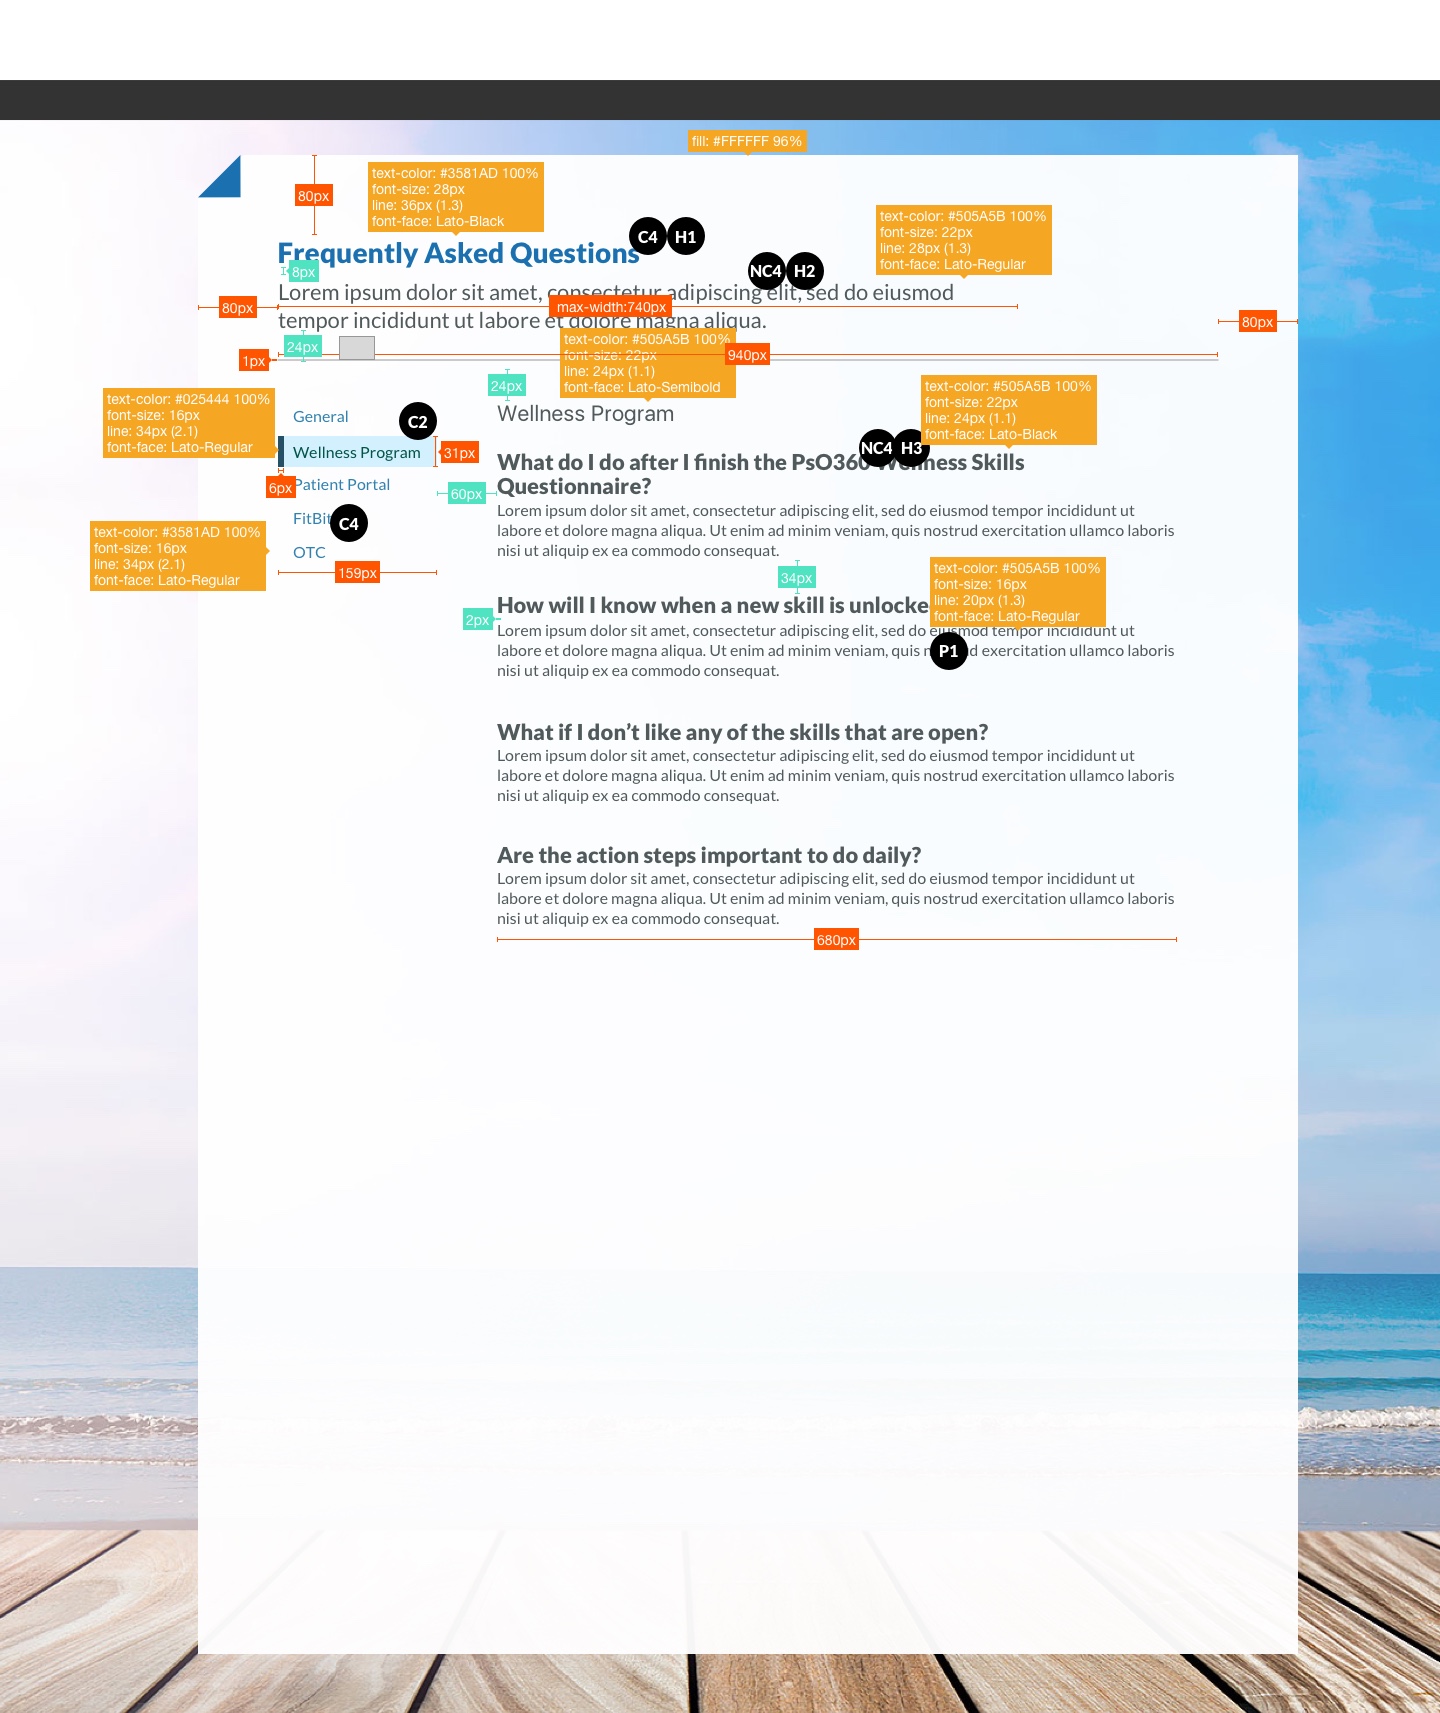 fill: #FFFFFF 96%
text-color: #3581AD 100%
font-size: 28px
line: 36px (1.3)
font-face: Lato-Black
80px
text-color: #505A5B 100%
font-size: 22px
line: 28px (1.3)
font-face: Lato-Regular
C4
H1
Frequently Asked Questions
8px
NC4
H2
Lorem ipsum dolor sit amet, consectetur adipiscing elit, sed do eiusmod
80px
max-width:740px
tempor incididunt ut labore et dolore magna aliqua.
80px
24px
1px
text-color: #505A5B 100%
font-size: 22px
line: 24px (1.1)
font-face: Lato-Semibold
940px
24px
text-color: #025444 100%
font-size: 16px
line: 34px (2.1)
font-face: Lato-Regular
text-color: #505A5B 100%
font-size: 22px
line: 24px (1.1)
font-face: Lato-Black
General
C2
Wellness Program
Wellness Program
31px
6px
Patient Portal
60px
FitBit
C4
OTC
159px
text-color: #3581AD 100%
font-size: 16px
line: 34px (2.1)
font-face: Lato-Regular
NC4
H3
What do I do after I finish the PsO360 Wellness Skills
Questionnaire?
Lorem ipsum dolor sit amet, consectetur adipiscing elit, sed do eiusmod tempor incididunt ut
labore et dolore magna aliqua. Ut enim ad minim veniam, quis nostrud exercitation ullamco laboris
nisi ut aliquip ex ea commodo consequat.
34px
text-color: #505A5B 100%
font-size: 16px
line: 20px (1.3)
font-face: Lato-Regular
How will I know when a new skill is unlocke
2px
Lorem ipsum dolor sit amet, consectetur adipiscing elit, sed do eiusmod tempor incididunt ut
labore et dolore magna aliqua. Ut enim ad minim veniam, quis exercitation ullamco laboris
P1
nisi ut aliquip ex ea commodo consequat.
What if I don’t like any of the skills that are open?
Lorem ipsum dolor sit amet, consectetur adipiscing elit, sed do eiusmod tempor incididunt ut
labore et dolore magna aliqua. Ut enim ad minim veniam, quis nostrud exercitation ullamco laboris
nisi ut aliquip ex ea commodo consequat.
Are the action steps important to do daily?
Lorem ipsum dolor sit amet, consectetur adipiscing elit, sed do eiusmod tempor incididunt ut
labore et dolore magna aliqua. Ut enim ad minim veniam, quis nostrud exercitation ullamco laboris
nisi ut aliquip ex ea commodo consequat.
680px